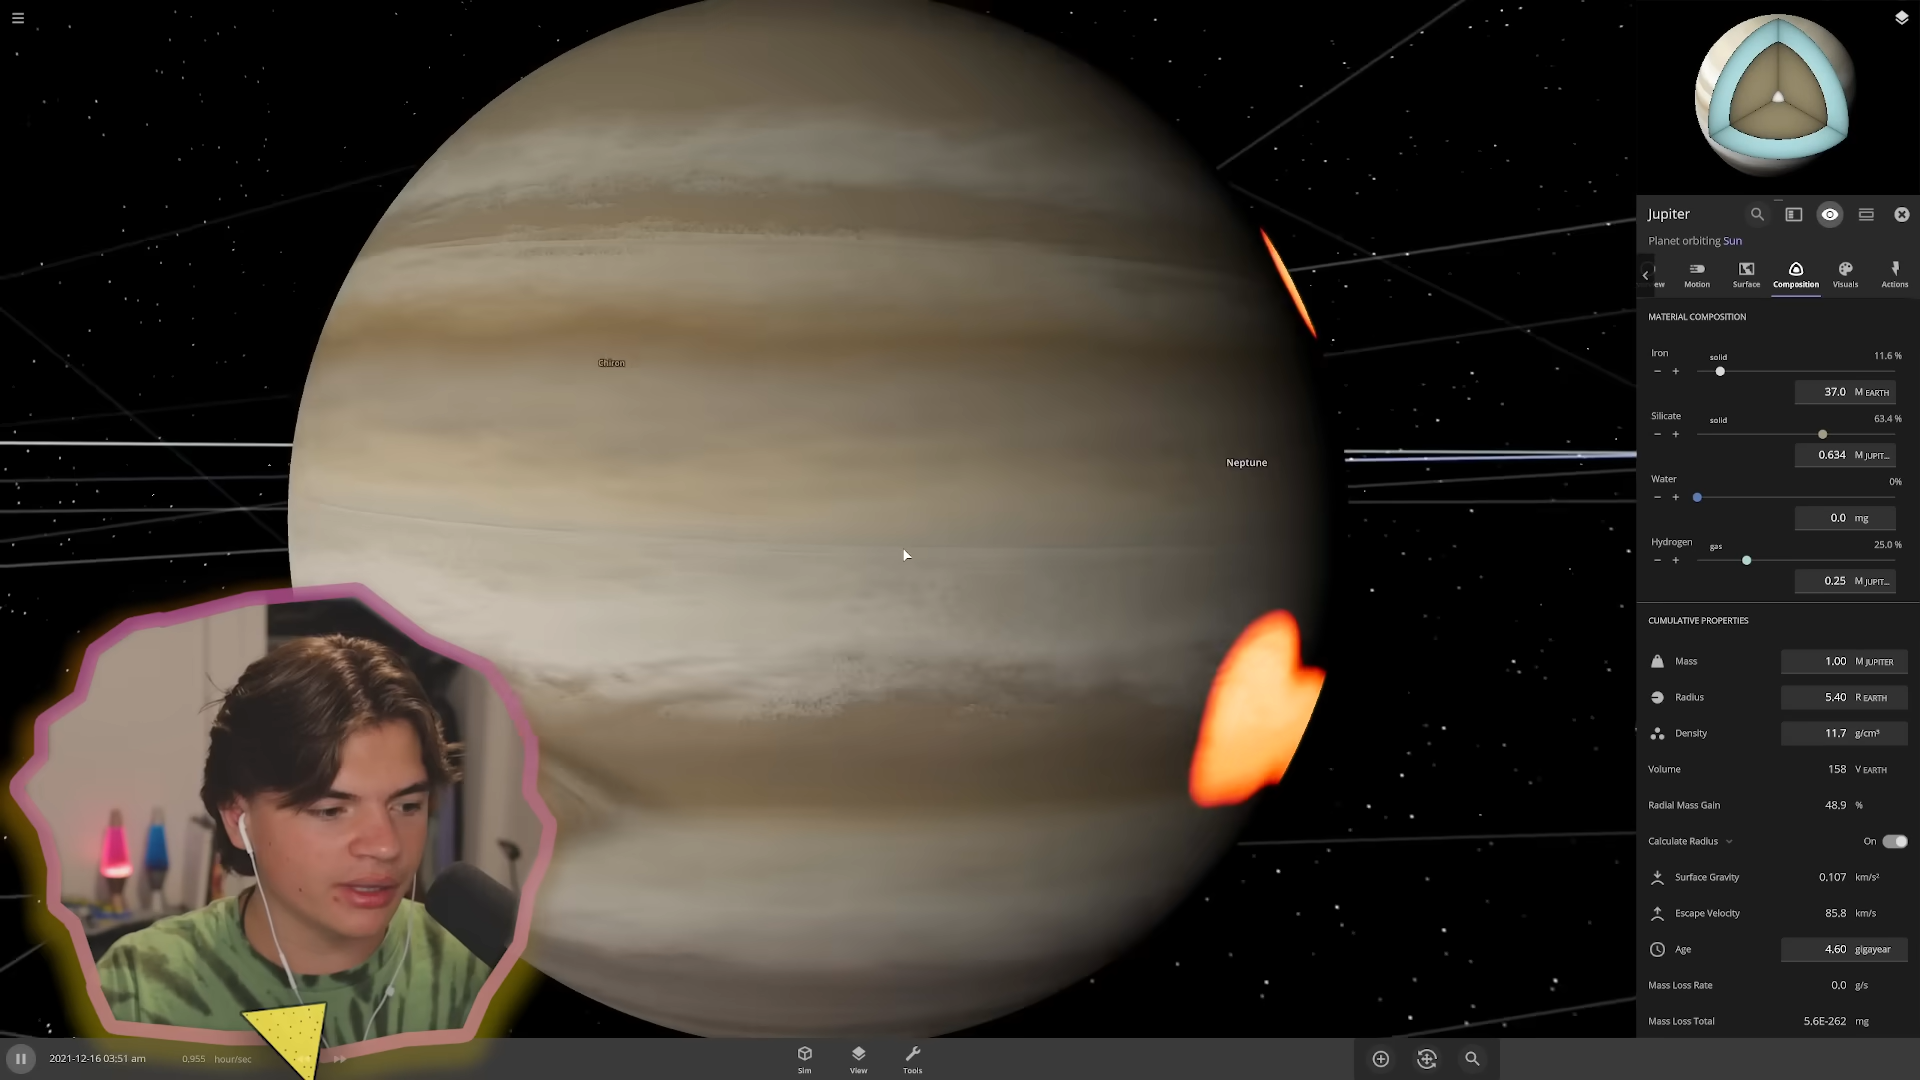 Jupiter
Planet orbiting Sun
ew
Motion
Surface
Composition
Visuals
Actions
MATERIAL COMPOSITION
Iron
solid
11.6 %
− +
37.0 M EARTH
Silicate
solid
63.4 %
− +
0.634 M JUPIT...
Water
0%
− +
0.0 mg
Hydrogen
gas
25.0 %
− +
0.25 M JUPIT...
CUMULATIVE PROPERTIES
Mass 1.00 M JUPITER
Radius 5.40 R EARTH
Density 11.7 g/cm³
Volume 158 V EARTH
Radial Mass Gain 48.9 %
Calculate Radius On
Surface Gravity 0.107 km/s²
Escape Velocity 85.8 km/s
Age 4.60 gigayear
Mass Loss Rate 0.0 g/s
Mass Loss Total 5.6E-262 mg
Chiron
Neptune
2021-12-16 03:51 am
0.955 hour/sec
Sim
View
Tools